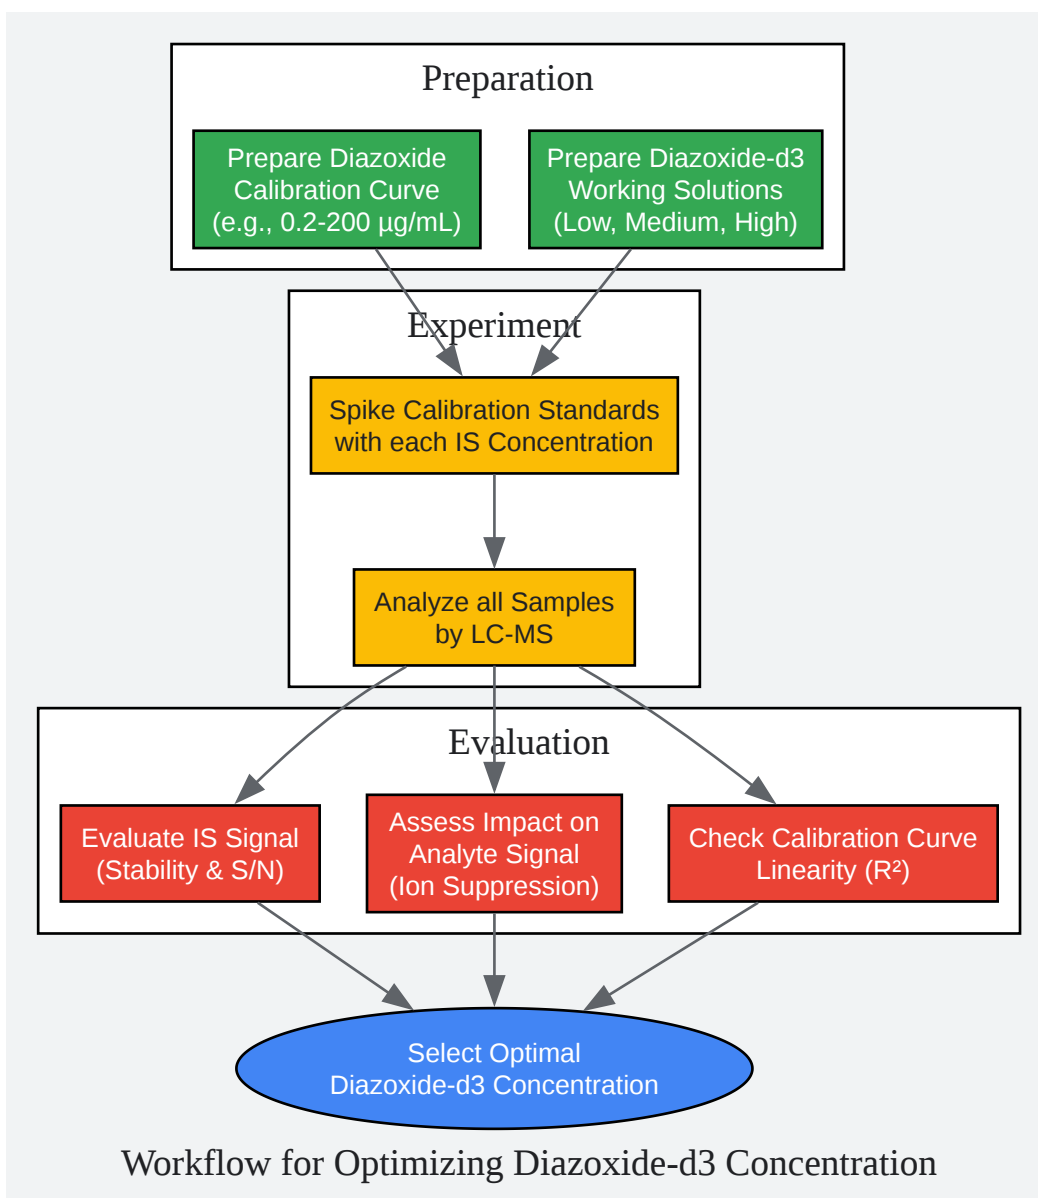 Preparation
Prepare Diazoxide
Calibration Curve
(e.g., 0.2-200 µg/mL)
Prepare Diazoxide-d3
Working Solutions
(Low, Medium, High)
Experiment
Spike Calibration Standards
with each IS Concentration
Analyze all Samples
by LC-MS
Evaluation
Evaluate IS Signal
(Stability & S/N)
Assess Impact on
Analyte Signal
(Ion Suppression)
Check Calibration Curve
Linearity (R²)
Select Optimal
Diazoxide-d3 Concentration
Workflow for Optimizing Diazoxide-d3 Concentration